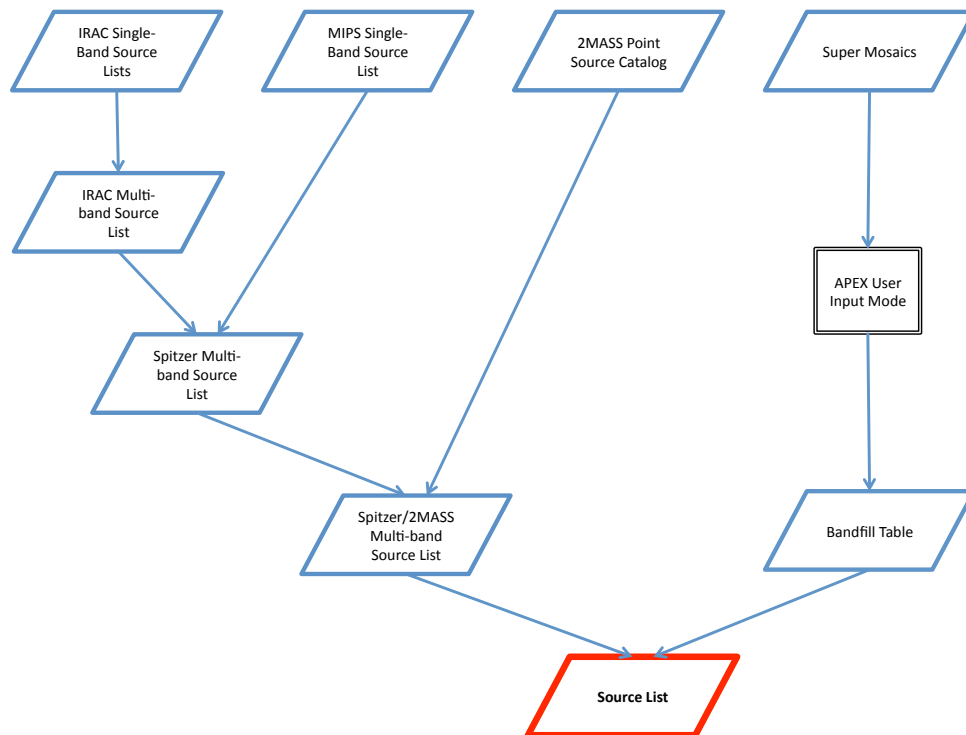 IRAC Single-
Band Source
Lists
MIPS Single-
Band Source
List
2MASS Point
Source Catalog
Super Mosaics
IRAC Multi-
band Source
List
APEX User
Input Mode
Spitzer Multi-
band Source
List
Spitzer/2MASS
Multi-band
Source List
Bandfill Table
Source List